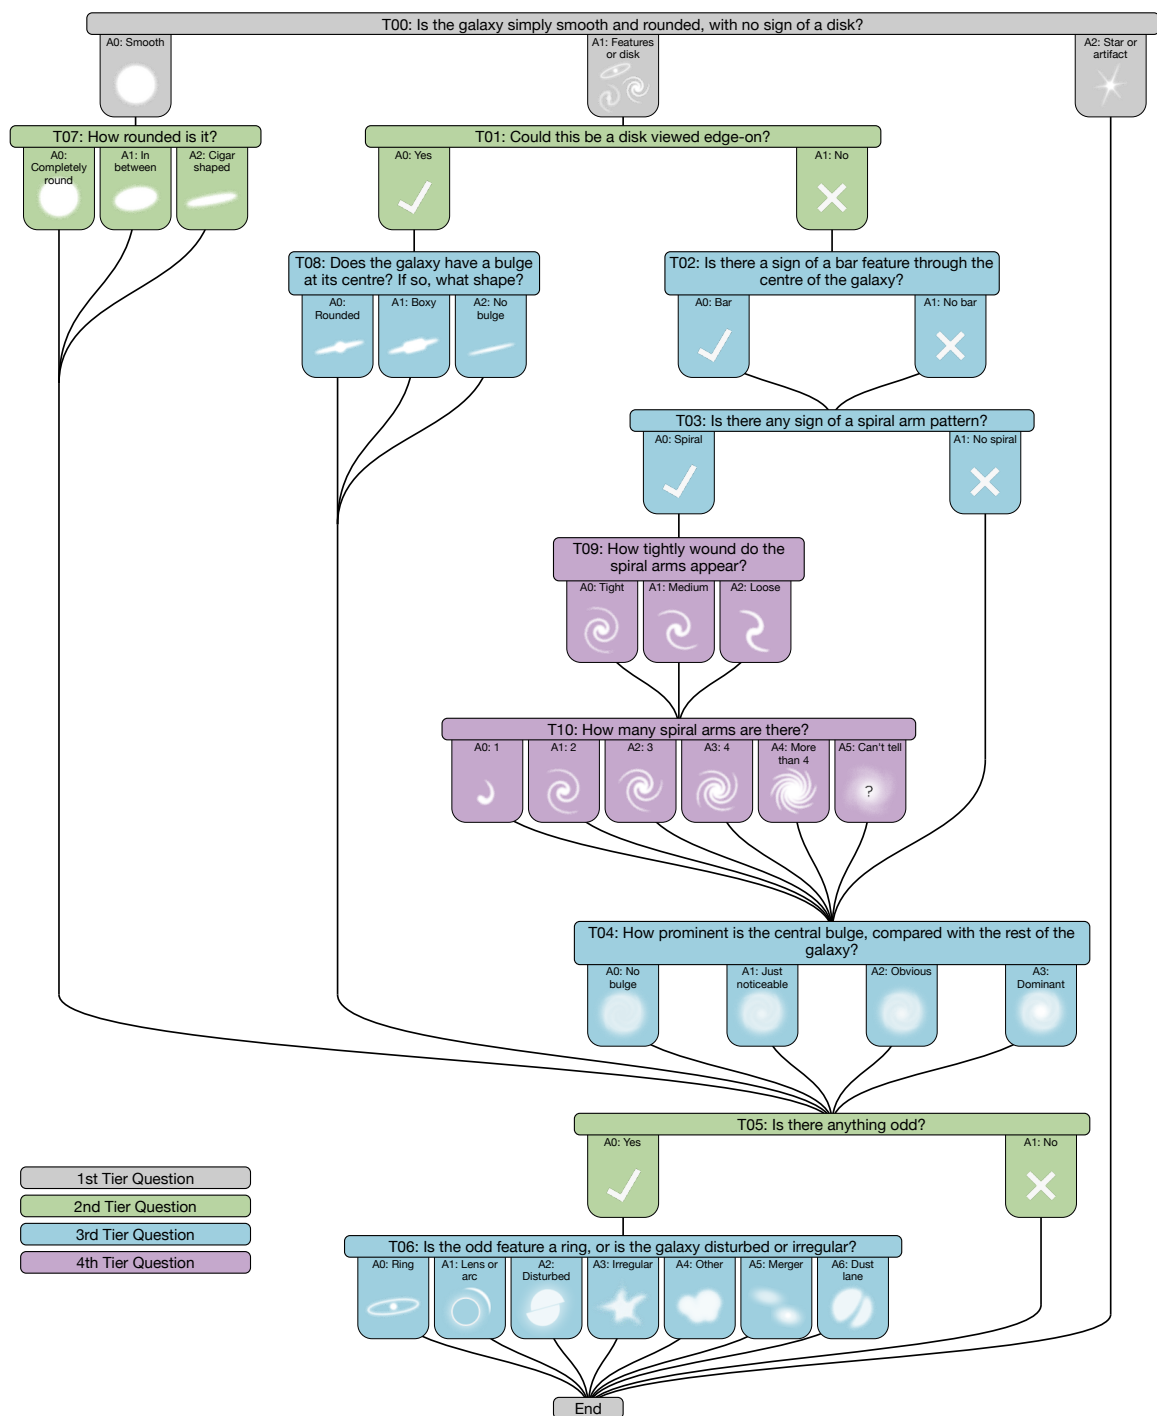 T00: Is the galaxy simply smooth and rounded, with no sign of a disk?
A0: Smooth
A1: Features
or disk
A2: Star or
artifact
T07: How rounded is it?
A0:
Completely
round
A1: In
between
A2: Cigar
shaped
T01: Could this be a disk viewed edge-on?
A0: Yes
A1: No
T08: Does the galaxy have a bulge
at its centre? If so, what shape?
A0:
Rounded
A1: Boxy
A2: No
bulge
T02: Is there a sign of a bar feature through the
centre of the galaxy?
A0: Bar
A1: No bar
T03: Is there any sign of a spiral arm pattern?
A0: Spiral
A1: No spiral
T09: How tightly wound do the
spiral arms appear?
A0: Tight
A1: Medium
A2: Loose
T10: How many spiral arms are there?
A0: 1
A1: 2
A2: 3
A3: 4
A4: More
than 4
A5: Can't tell
?
T04: How prominent is the central bulge, compared with the rest of the
galaxy?
A0: No
bulge
A1: Just
noticeable
A2: Obvious
A3:
Dominant
T05: Is there anything odd?
A0: Yes
A1: No
1st Tier Question
2nd Tier Question
3rd Tier Question
4th Tier Question
T06: Is the odd feature a ring, or is the galaxy disturbed or irregular?
A0: Ring
A1: Lens or
arc
A2:
Disturbed
A3: Irregular
A4: Other
A5: Merger
A6: Dust
lane
End